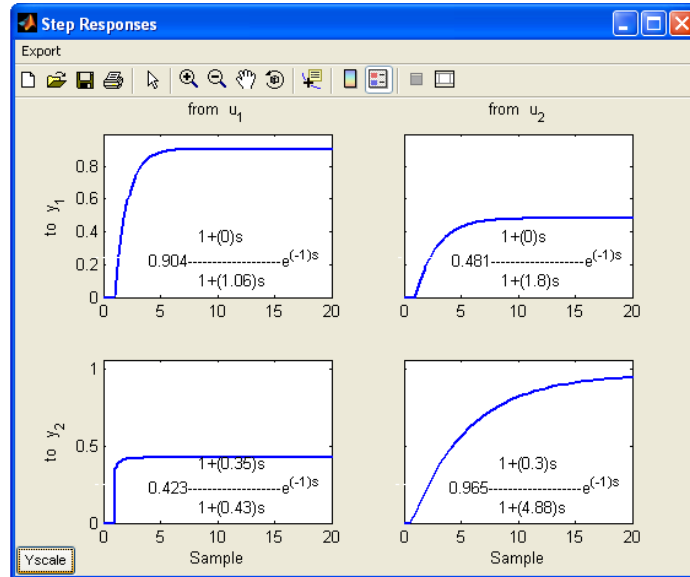 Step Responses
Export
from u1
from u2
to y1
0.8
0.6
0.4
0.2
0
1+(0)s
0.904--------------------e(-1)s
1+(1.06)s
0 5 10 15 20
1+(0)s
0.481--------------------e(-1)s
1+(1.8)s
0 5 10 15 20
to y2
1
0.5
0
1+(0.35)s
0.423--------------------e(-1)s
1+(0.43)s
0 5 10 15 20
Sample
1+(0.3)s
0.965--------------------e(-1)s
1+(4.88)s
0 5 10 15 20
Sample
Yscale